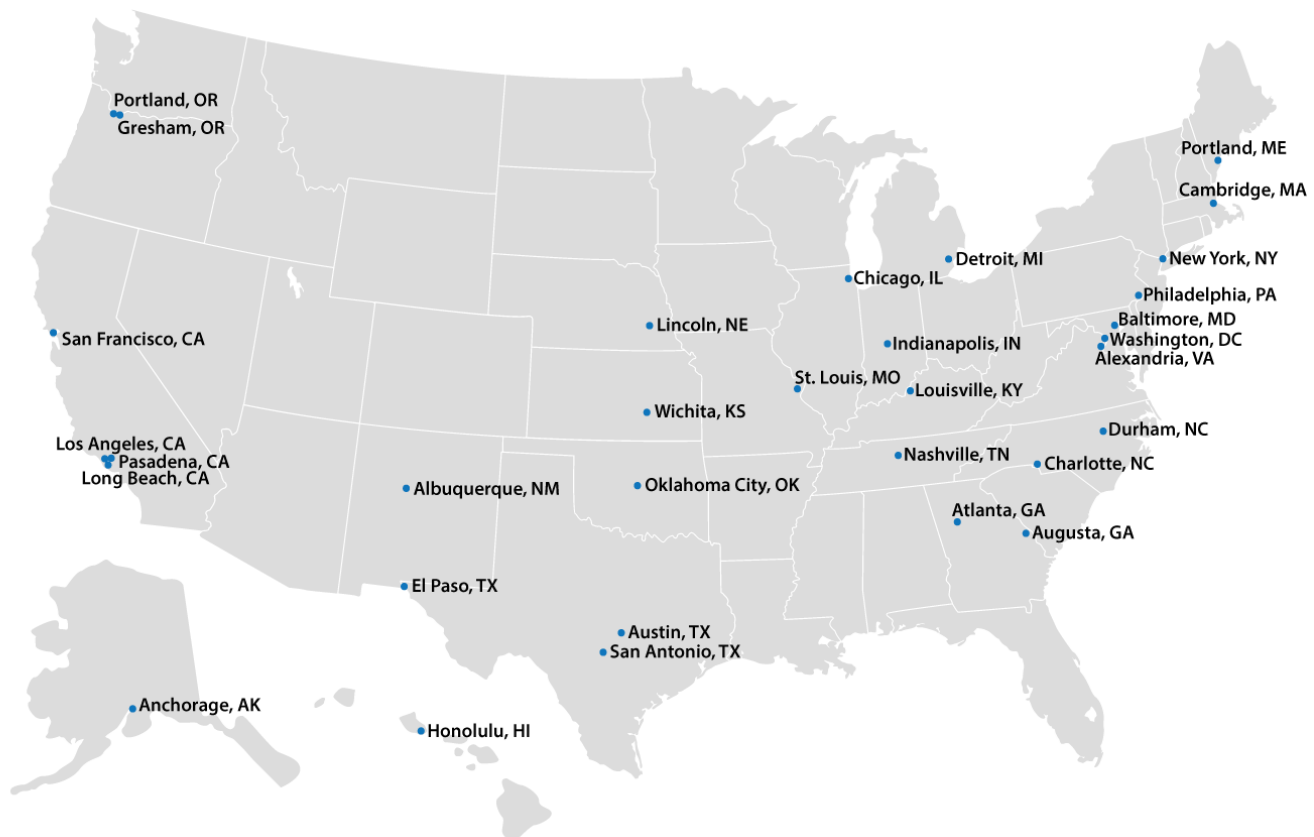 Portland, OR
Gresham, OR
Portland, ME
Cambridge, MA
New York, NY
Detroit, MI
Chicago, IL
Philadelphia, PA
Baltimore, MD
Lincoln, NE
San Francisco, CA
Washington, DC
Indianapolis, IN
Alexandria, VA
St. Louis, MO
Louisville, KY
Wichita, KS
Durham, NC
Los Angeles, CA
Nashville, TN
Pasadena, CA
Charlotte, NC
Long Beach, CA
Oklahoma City, OK
Albuquerque, NM
Atlanta, GA
Augusta, GA
El Paso, TX
Austin, TX
San Antonio, TX
Anchorage, AK
Honolulu, HI